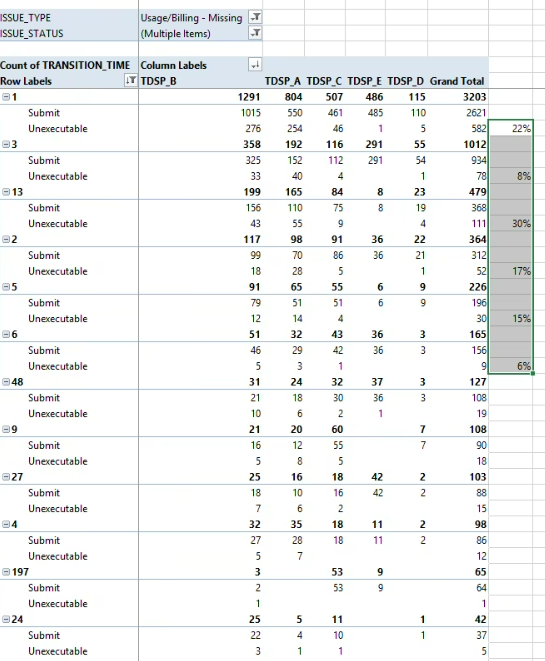 ISSUE_TYPE Usage/Billing - Missing
ISSUE_STATUS (Multiple Items)
Count of TRANSITION_TIME Column Labels
Row Labels TDSP_B TDSP_A TDSP_C TDSP_E TDSP_D Grand Total
1 1291 804 507 486 115 3203
Submit 1015 550 461 485 110 2621
Unexecutable 276 254 46 1 5 582 22%
3 358 192 116 291 55 1012
Submit 325 152 112 291 54 934
Unexecutable 33 40 4 1 78 8%
13 199 165 84 8 23 479
Submit 156 110 75 8 19 368
Unexecutable 43 55 9 4 111 30%
2 117 98 91 36 22 364
Submit 99 70 86 36 21 312
Unexecutable 18 28 5 1 52 17%
5 91 65 55 6 9 226
Submit 79 51 51 6 9 196
Unexecutable 12 14 4 30 15%
6 51 32 43 36 3 165
Submit 46 29 42 36 3 156
Unexecutable 5 3 1 9 6%
48 31 24 32 37 3 127
Submit 21 18 30 36 3 108
Unexecutable 10 6 2 1 19
9 21 20 60 7 108
Submit 16 12 55 7 90
Unexecutable 5 8 5 18
27 25 16 18 42 2 103
Submit 18 10 16 42 2 88
Unexecutable 7 6 2 15
4 32 35 18 11 2 98
Submit 27 28 18 11 2 86
Unexecutable 5 7 12
197 3 53 9 65
Submit 2 53 9 64
Unexecutable 1 1
24 25 5 11 1 42
Submit 22 4 10 1 37
Unexecutable 3 1 1 5